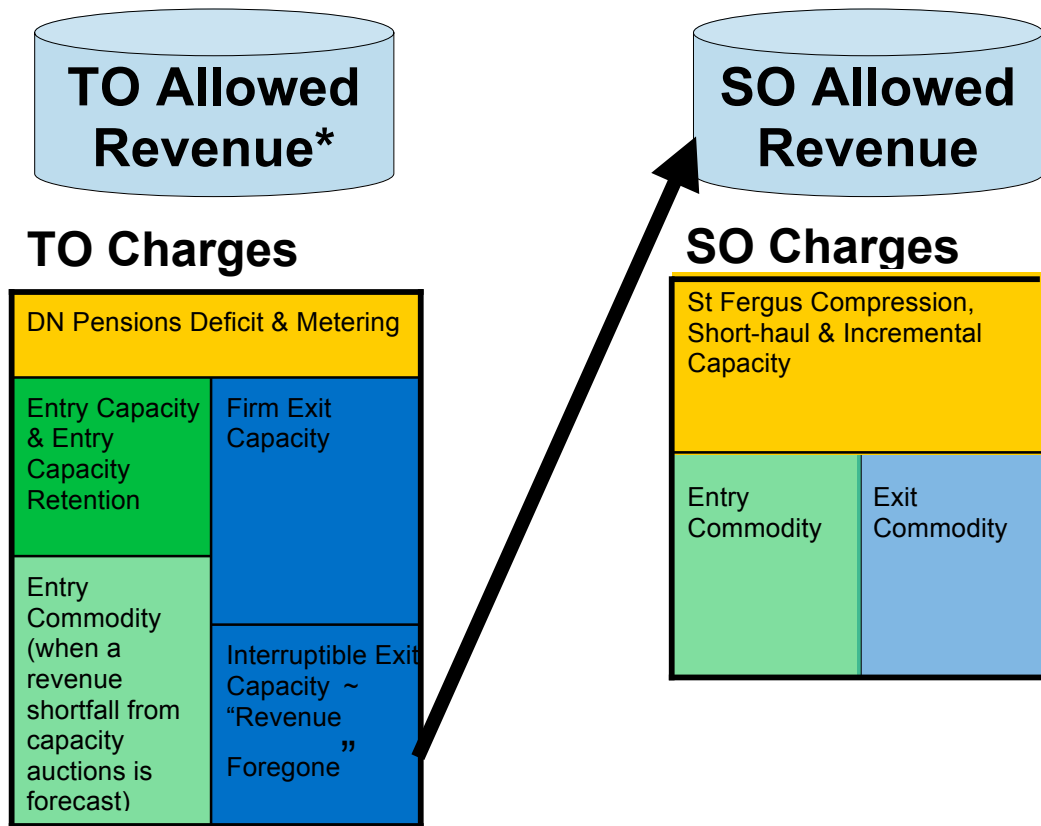 TO Allowed
Revenue*
SO Allowed
Revenue
TO Charges
DN Pensions Deficit & Metering
Entry Capacity
& Entry
Capacity
Retention
Firm Exit
Capacity
Entry
Commodity
(when a
revenue
shortfall from
capacity
auctions is
forecast)
Interruptible Exit
Capacity ~
“Revenue
Foregone”
SO Charges
St Fergus Compression,
Short-haul & Incremental
Capacity
Entry
Commodity
Exit
Commodity